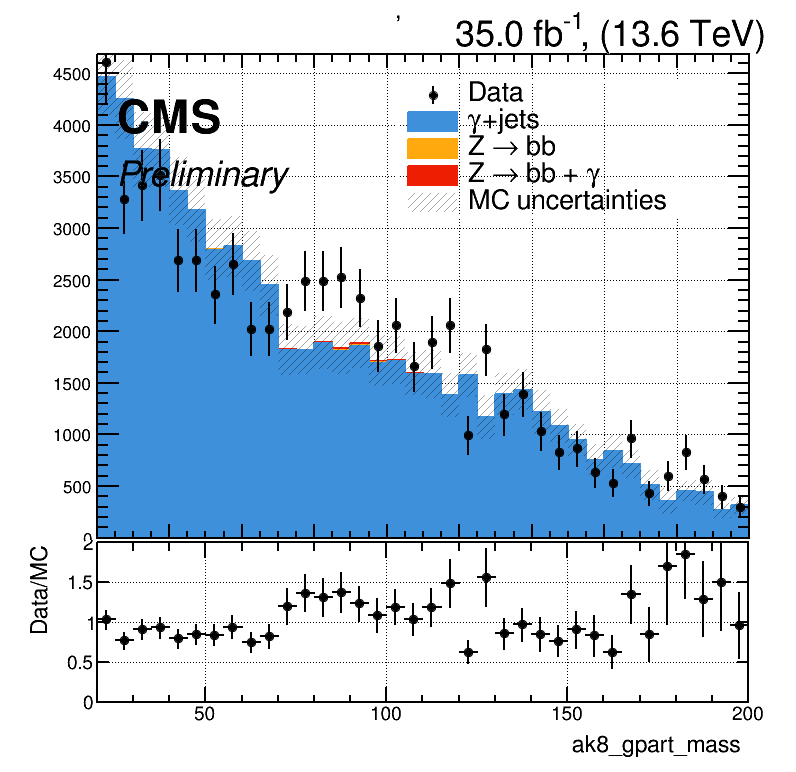 ,
35.0 fb⁻¹, (13.6 TeV)
4500
4000
3500
3000
2500
2000
1500
1000
500
0
CMS
Preliminary
Data
γ+jets
Z → bb
Z → bb + γ
MC uncertainties
Data/MC
2
1.5
1
0.5
0
50 100 150 200
ak8_gpart_mass